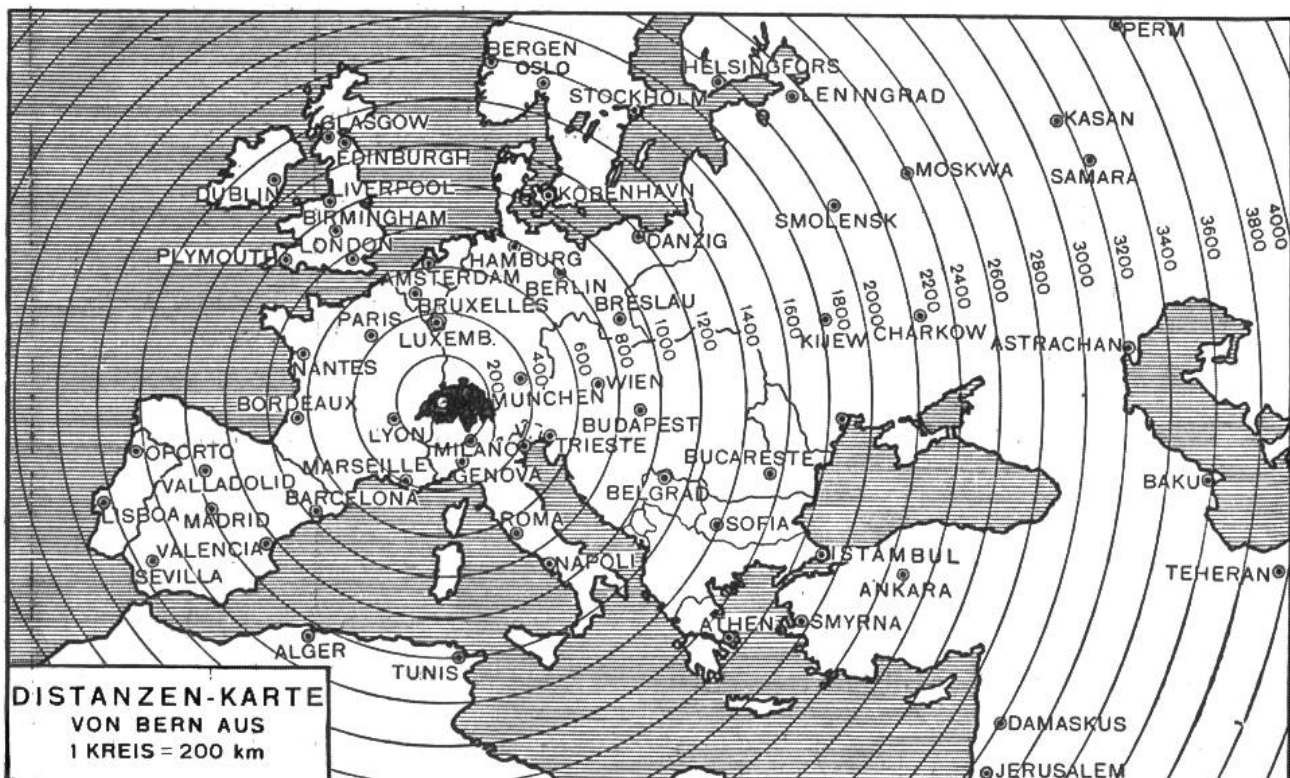 PERM
BERGEN
OSLO
HELSINGFORS
STOCKHOLM
LENINGRAD
KASAN
GLASGOW
EDINBURGH
MOSKWA
SAMARA
DUBLIN
LIVERPOOL
KÖBENHAVN
BIRMINGHAM
SMOLENSK
PLYMOUTH
LONDON
HAMBURG
DANZIG
AMSTERDAM
BERLIN
BRUXELLES
BRESLAU
PARIS
LUXEMB.
KIJEW
CHARKOW
ASTRACHAN
NANTES
200
400
600
800
1000
1200
1400
1600
1800
2000
2200
2400
2600
2800
3000
3200
3400
3600
3800
4000
MÜNCHEN
WIEN
BORDEAUX
LYON
MILANO
TRIESTE
BUDAPEST
OPORTO
MARSEILLE
GENOVA
BUCARESTE
VALLADOLID
BARCELONA
BELGRAD
BAKU
LISBOA
MADRID
ROMA
SOFIA
VALENCIA
SEVILLA
NAPOLI
ISTAMBUL
ANKARA
TEHERAN
ATHEN
SMYRNA
ALGER
TUNIS
DISTANZEN-KARTE
VON BERN AUS
1 KREIS = 200 km
DAMASKUS
JERUSALEM